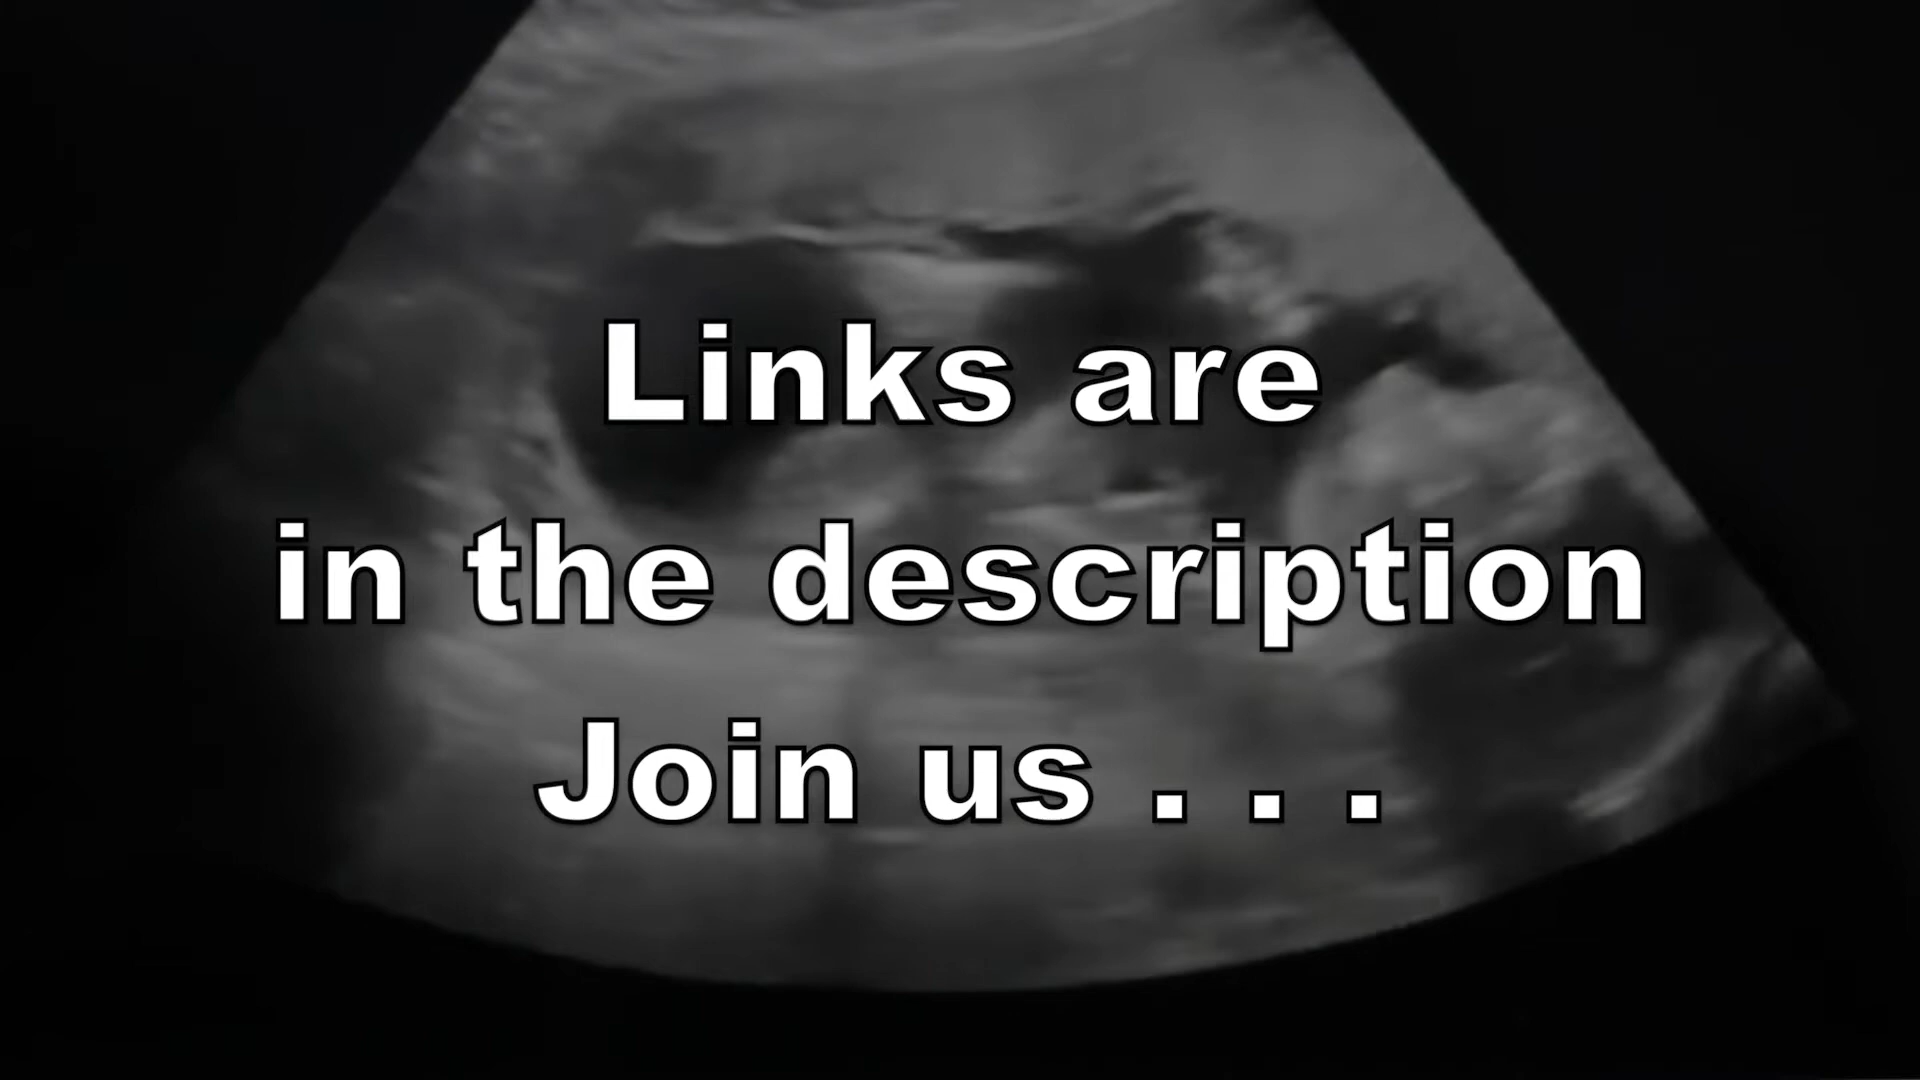 Links are
in the description
Join us . . .